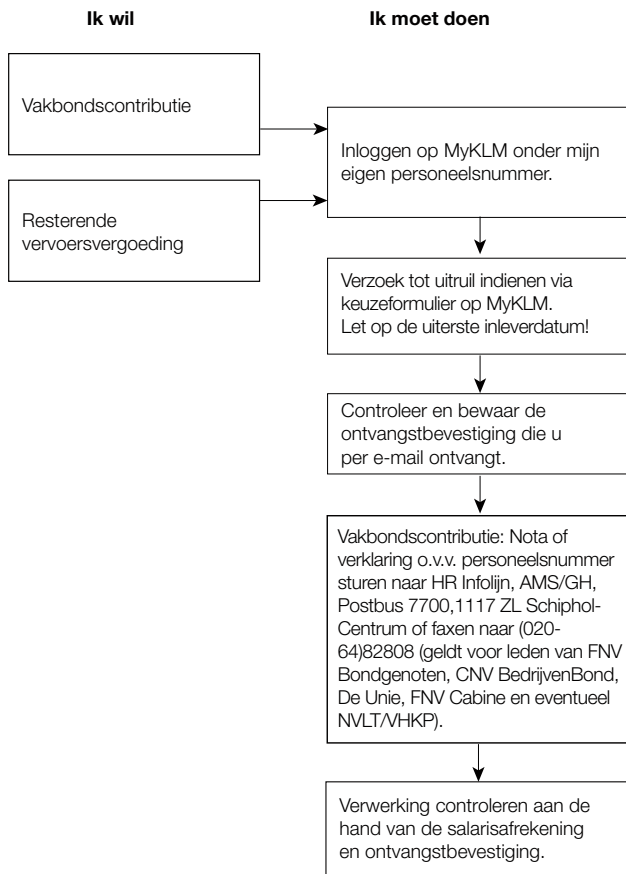 Ik wil
Ik moet doen
Vakbondscontributie
Resterende
vervoersvergoeding
Inloggen op MyKLM onder mijn
eigen personeelsnummer.
Verzoek tot uitruil indienen via
keuzeformulier op MyKLM.
Let op de uiterste inleverdatum!
Controleer en bewaar de
ontvangstbevestiging die u
per e-mail ontvangt.
Vakbondscontributie: Nota of
verklaring o.v.v. personeelsnummer
sturen naar HR Infolijn, AMS/GH,
Postbus 7700,1117 ZL Schiphol-
Centrum of faxen naar (020-
64)82808 (geldt voor leden van FNV
Bondgenoten, CNV BedrijvenBond,
De Unie, FNV Cabine en eventueel
NVLT/VHKP).
Verwerking controleren aan de
hand van de salarisafrekening
en ontvangstbevestiging.